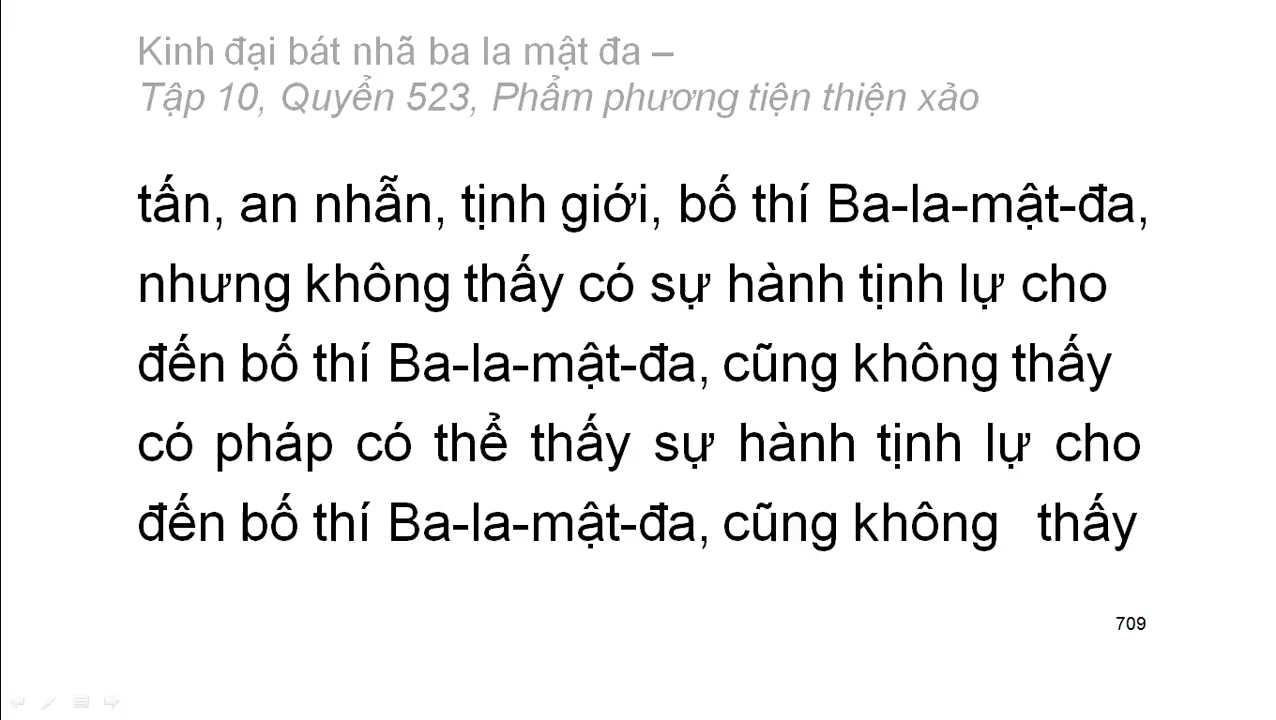 Kinh đại bát nhã ba la mật đa –
Tập 10, Quyển 523, Phẩm phương tiện thiện xảo
tấn, an nhẫn, tịnh giới, bố thí Ba-la-mật-đa,
nhưng không thấy có sự hành tịnh lự cho
đến bố thí Ba-la-mật-đa, cũng không thấy
có pháp có thể thấy sự hành tịnh lự cho
đến bố thí Ba-la-mật-đa, cũng không thấy
709